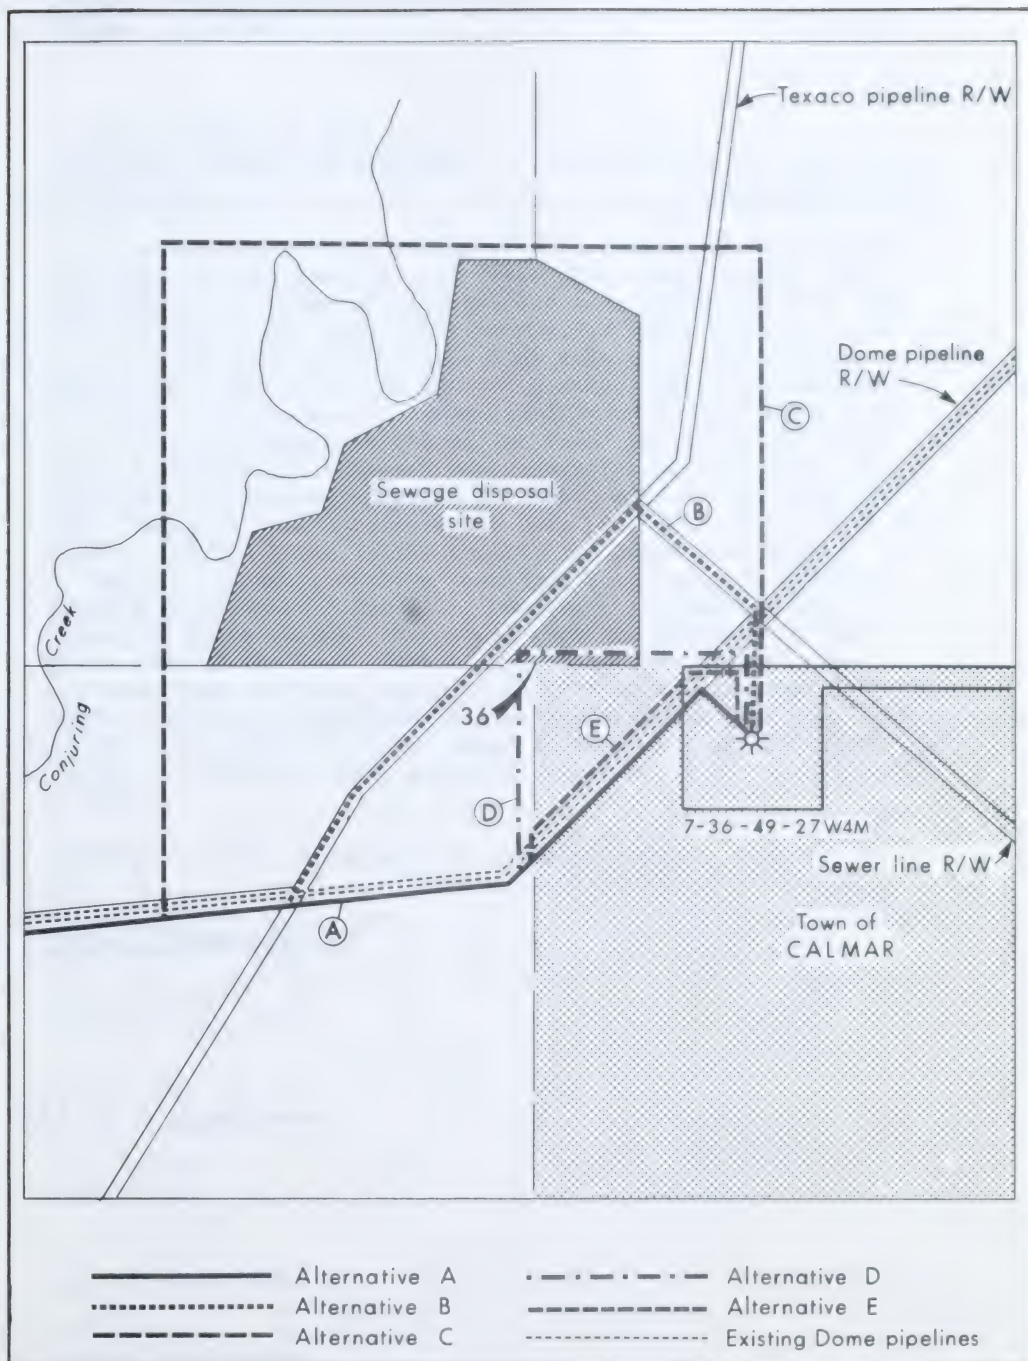 Texaco pipeline R/W
Dome pipeline
R/W
C
Sewage disposal
site
B
Conjuring Creek
36
E
D
7-36-49-27W4M
Sewer line R/W
A
Town of
CALMAR
Alternative A
Alternative B
Alternative C
Alternative D
Alternative E
Existing Dome pipelines